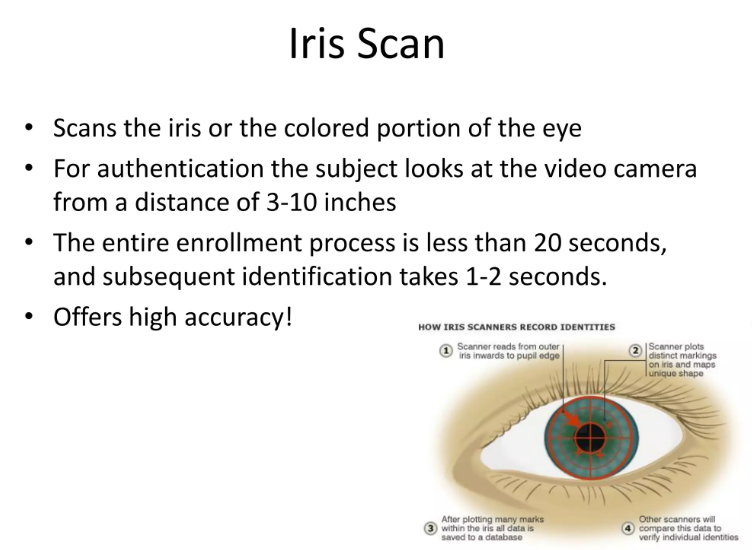 Iris Scan
• Scans the iris or the colored portion of the eye
• For authentication the subject looks at the video camera
from a distance of 3-10 inches
• The entire enrollment process is less than 20 seconds,
and subsequent identification takes 1-2 seconds.
• Offers high accuracy!
HOW IRIS SCANNERS RECORD IDENTITIES
1 Scanner reads from outer
iris inwards to pupil edge
2 Scanner plots
distinct markings
on iris and maps
unique shape
3 After plotting many marks
within the iris all data is
saved to a database
4 Other scanners will
compare this data to
verify individual identities